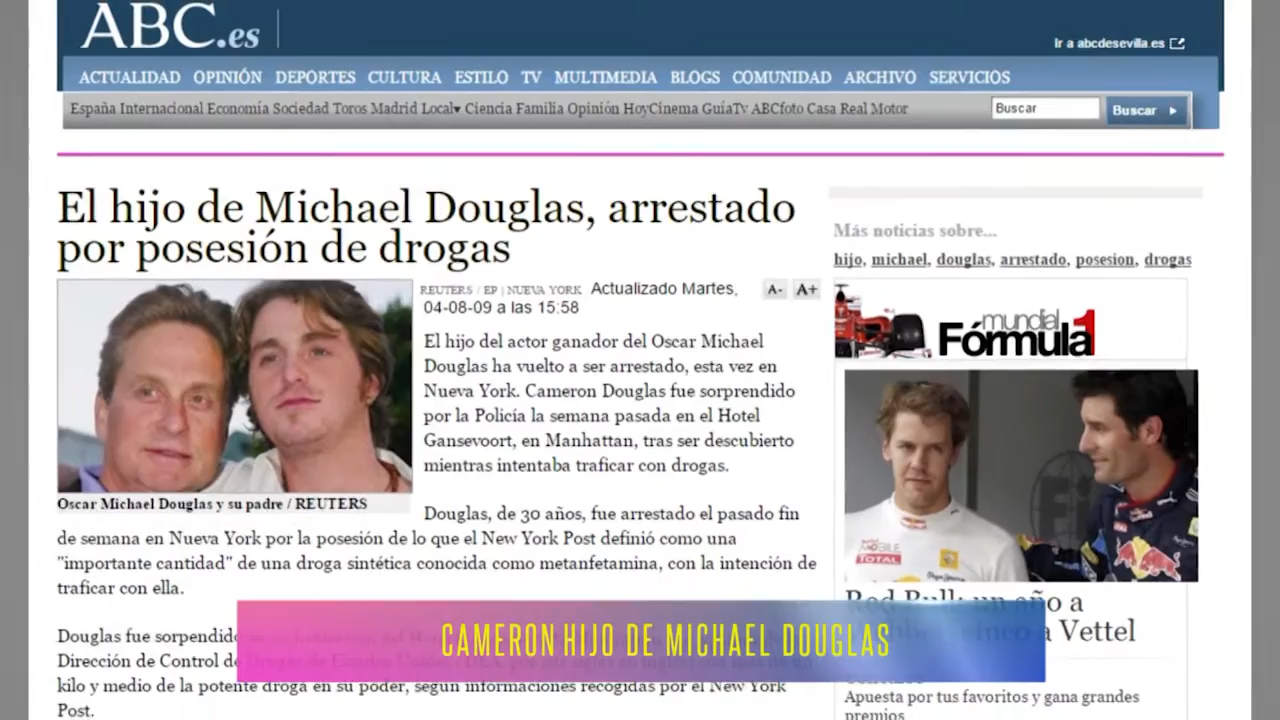 ABC.es
Ir a abcdesevilla.es
ACTUALIDAD OPINIÓN DEPORTES CULTURA ESTILO TV MULTIMEDIA BLOGS COMUNIDAD ARCHIVO SERVICIOS
España Internacional Economía Sociedad Toros Madrid Local▾ Ciencia Familia Opinión HoyCinema GuíaTv ABCfoto Casa Real Motor
Buscar
Buscar
El hijo de Michael Douglas, arrestado
por posesión de drogas
REUTERS / EP | NUEVA YORK Actualizado Martes,
04-08-09 a las 15:58
A- A+
El hijo del actor ganador del Oscar Michael
Douglas ha vuelto a ser arrestado, esta vez en
Nueva York. Cameron Douglas fue sorprendido
por la Policía la semana pasada en el Hotel
Gansevoort, en Manhattan, tras ser descubierto
mientras intentaba traficar con drogas.
Oscar Michael Douglas y su padre / REUTERS
Douglas, de 30 años, fue arrestado el pasado fin
de semana en Nueva York por la posesión de lo que el New York Post definió como una
"importante cantidad" de una droga sintética conocida como metanfetamina, con la intención de
traficar con ella.
Douglas fue sorpendido
Dirección de Control de
kilo y medio de la potente droga en su poder, según informaciones recogidas por el New York
Post.
CAMERON HIJO DE MICHAEL DOUGLAS
Más noticias sobre...
hijo, michael, douglas, arrestado, posesion, drogas
mundial
Fórmula1
MOBILE
TOTAL
Red Bull
Red Bull: un año a
a Vettel
Apuesta por tus favoritos y gana grandes
premios